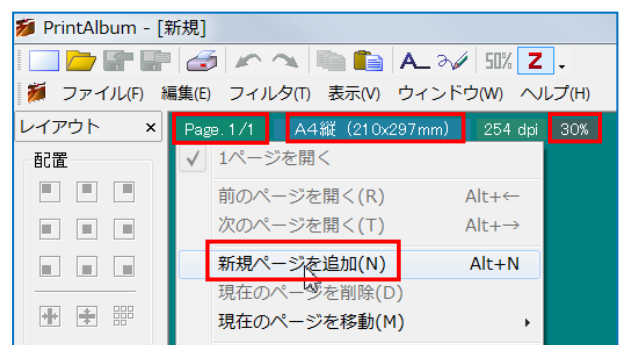 PrintAlbum - [新規]
A 50% Z
ファイル(F) 編集(E) フィルタ(T) 表示(V) ウィンドウ(W) ヘルプ(H)
レイアウト × Page.1/1 A4縦 (210x297mm) 254 dpi 30%
配置
1ページを開く
前のページを開く(R) Alt+←
次のページを開く(T) Alt+→
新規ページを追加(N) Alt+N
現在のページを削除(D)
現在のページを移動(M)